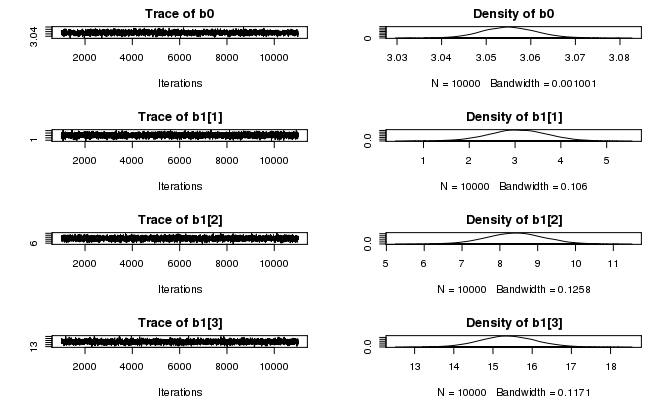 Trace of b0
Density of b0
3.04
0
2000 4000 6000 8000 10000
3.03 3.04 3.05 3.06 3.07 3.08
Iterations
N = 10000 Bandwidth = 0.001001
Trace of b1[1]
Density of b1[1]
1
0.0
2000 4000 6000 8000 10000
1 2 3 4 5
Iterations
N = 10000 Bandwidth = 0.106
Trace of b1[2]
Density of b1[2]
6
0.0
2000 4000 6000 8000 10000
5 6 7 8 9 10 11
Iterations
N = 10000 Bandwidth = 0.1258
Trace of b1[3]
Density of b1[3]
13
0.0
2000 4000 6000 8000 10000
13 14 15 16 17 18
Iterations
N = 10000 Bandwidth = 0.1171